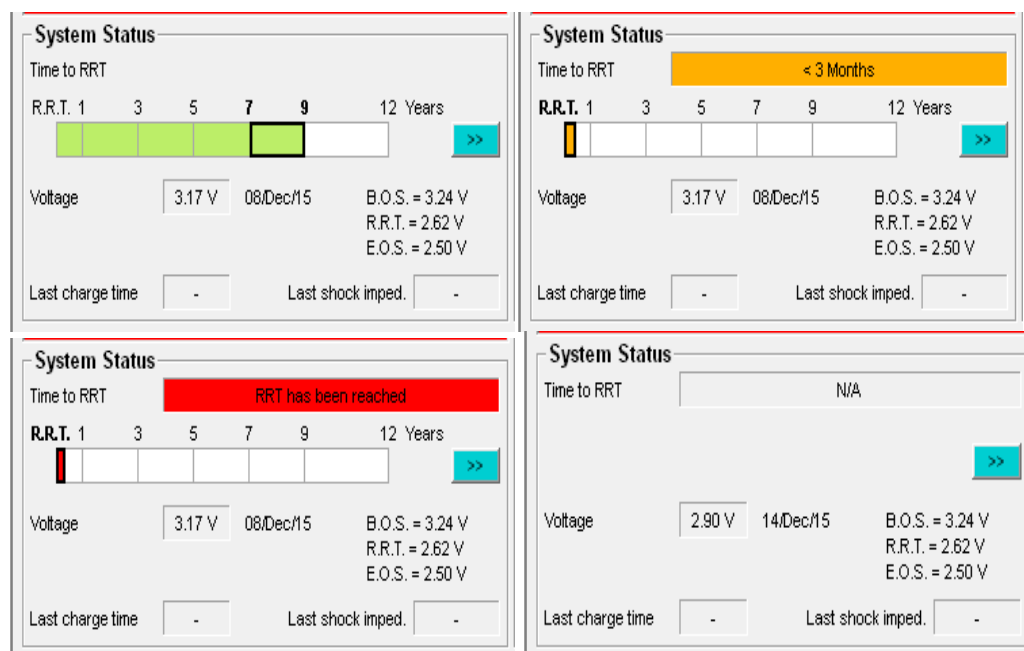 System Status
Time to RRT
R.R.T. 1 3 5 7 9 12 Years
>>
Voltage 3.17 V 08/Dec/15 B.O.S. = 3.24 V
R.R.T. = 2.62 V
E.O.S. = 2.50 V
Last charge time - Last shock imped. -
System Status
Time to RRT < 3 Months
R.R.T. 1 3 5 7 9 12 Years
>>
Voltage 3.17 V 08/Dec/15 B.O.S. = 3.24 V
R.R.T. = 2.62 V
E.O.S. = 2.50 V
Last charge time - Last shock imped. -
System Status
Time to RRT RRT has been reached
R.R.T. 1 3 5 7 9 12 Years
>>
Voltage 3.17 V 08/Dec/15 B.O.S. = 3.24 V
R.R.T. = 2.62 V
E.O.S. = 2.50 V
Last charge time - Last shock imped. -
System Status
Time to RRT N/A
>>
Voltage 2.90 V 14/Dec/15 B.O.S. = 3.24 V
R.R.T. = 2.62 V
E.O.S. = 2.50 V
Last charge time - Last shock imped. -